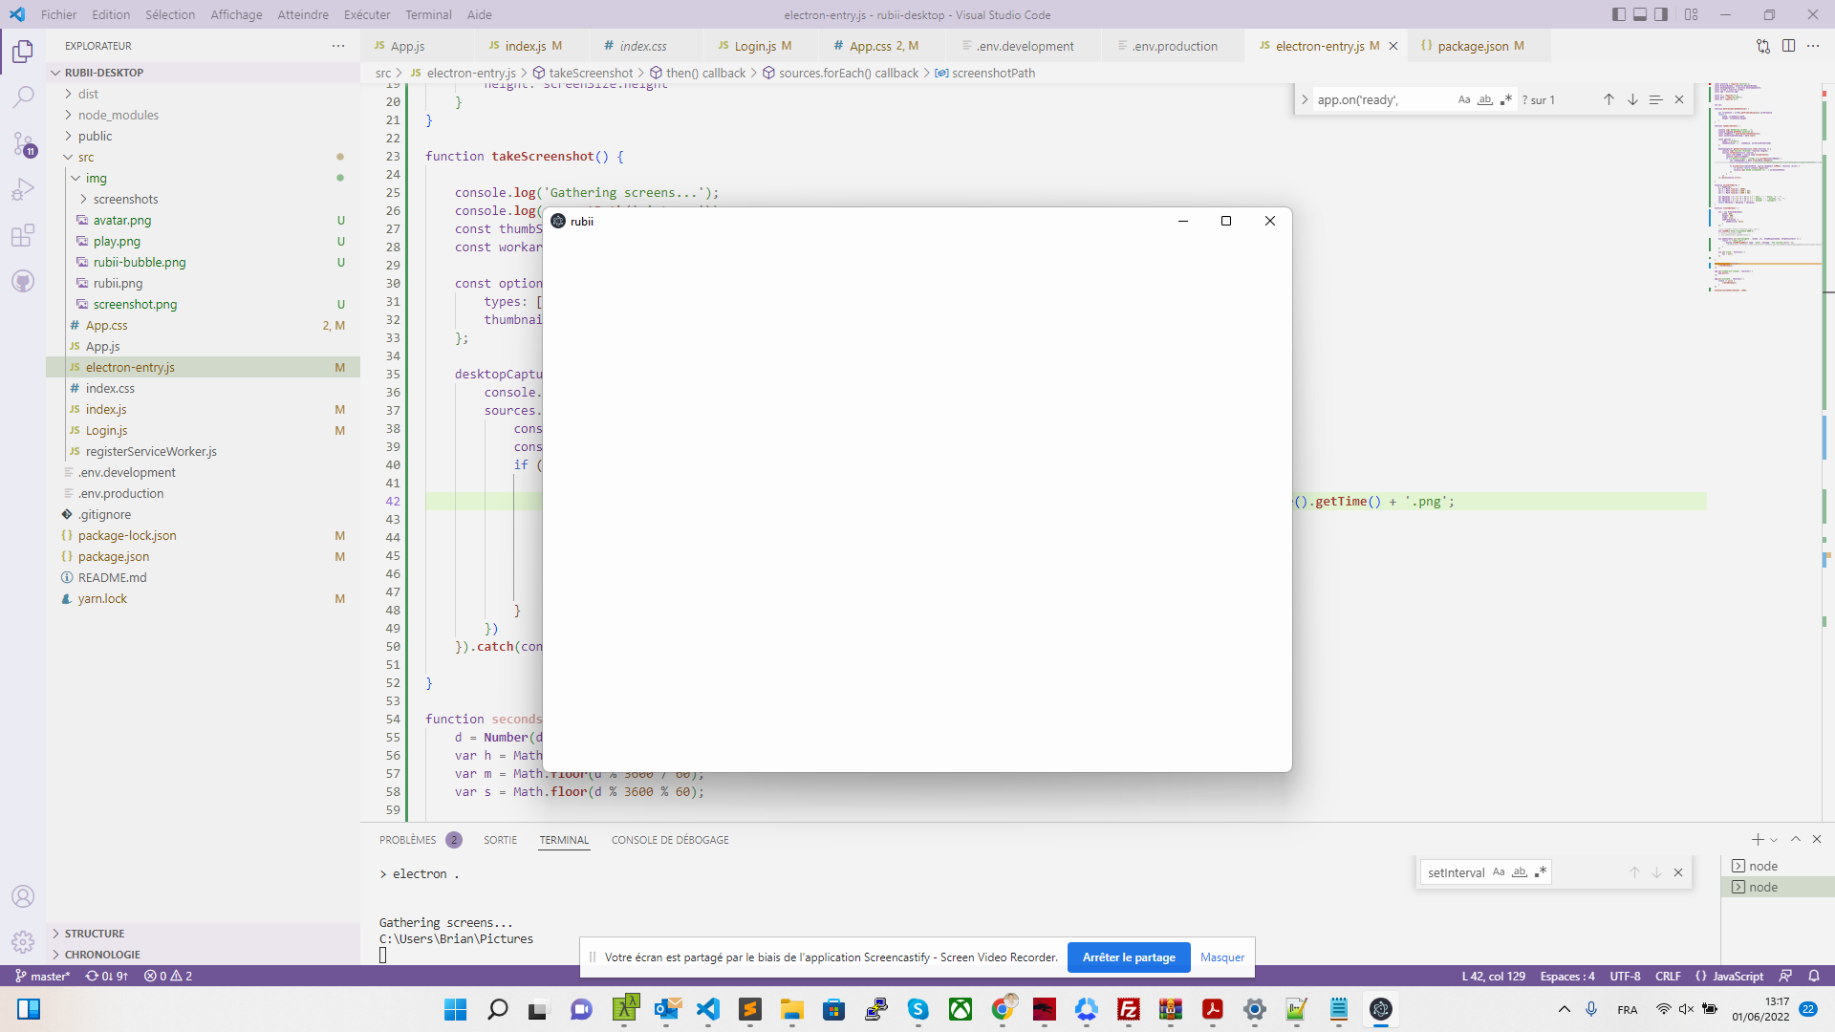 Fichier Edition Sélection Affichage Atteindre Exécuter Terminal Aide
electron-entry.js - rubii-desktop - Visual Studio Code
EXPLORATEUR
RUBII-DESKTOP
dist
node_modules
public
src
img
screenshots
avatar.png U
play.png U
rubii-bubble.png U
rubii.png
screenshot.png U
App.css 2, M
App.js
electron-entry.js M
index.css
index.js M
Login.js M
registerServiceWorker.js
.env.development
.env.production
.gitignore
package-lock.json M
package.json M
README.md
yarn.lock M
STRUCTURE
CHRONOLOGIE
11
JS App.js JS index.js M # index.css JS Login.js M # App.css 2, M .env.development .env.production JS electron-entry.js M {} package.json M
src > JS electron-entry.js > takeScreenshot > then() callback > sources.forEach() callback > screenshotPath
app.on('ready', Aa ab ? sur 1
19 height: screenSize.height
20 }
21 }
22
23 function takeScreenshot() {
24
25 console.log('Gathering screens...');
26 console.log(
27 const thumbS
28 const workar
29
30 const option
31 types: [
32 thumbnai
33 };
34
35 desktopCaptu
36 console.
37 sources.
38 cons
39 cons
40 if (
41
42 ().getTime() + '.png';
43
44
45
46
47
48 }
49 })
50 }).catch(con
51
52 }
53
54 function seconds
55 d = Number(d
56 var h = Math
57 var m = Math.floor(d % 3600 / 60);
58 var s = Math.floor(d % 3600 % 60);
59
rubii
PROBLÈMES 2 SORTIE TERMINAL CONSOLE DE DÉBOGAGE
> electron .
Gathering screens...
C:\Users\Brian\Pictures
setInterval Aa ab
node
node
Votre écran est partagé par le biais de l'application Screencastify - Screen Video Recorder. Arrêter le partage Masquer
master* 0↓ 9↑ 0 2
L 42, col 129 Espaces : 4 UTF-8 CRLF {} JavaScript
FRA
13:17
01/06/2022
22